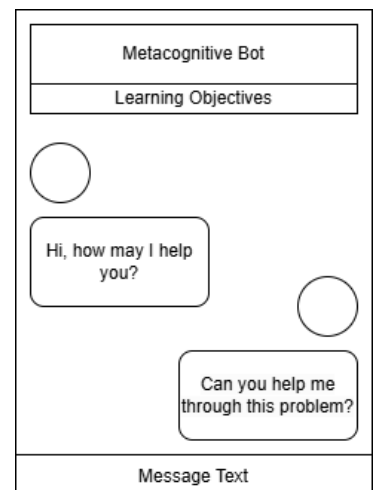 Metacognitive Bot
Learning Objectives
Hi, how may I help
you?
Can you help me
through this problem?
Message Text